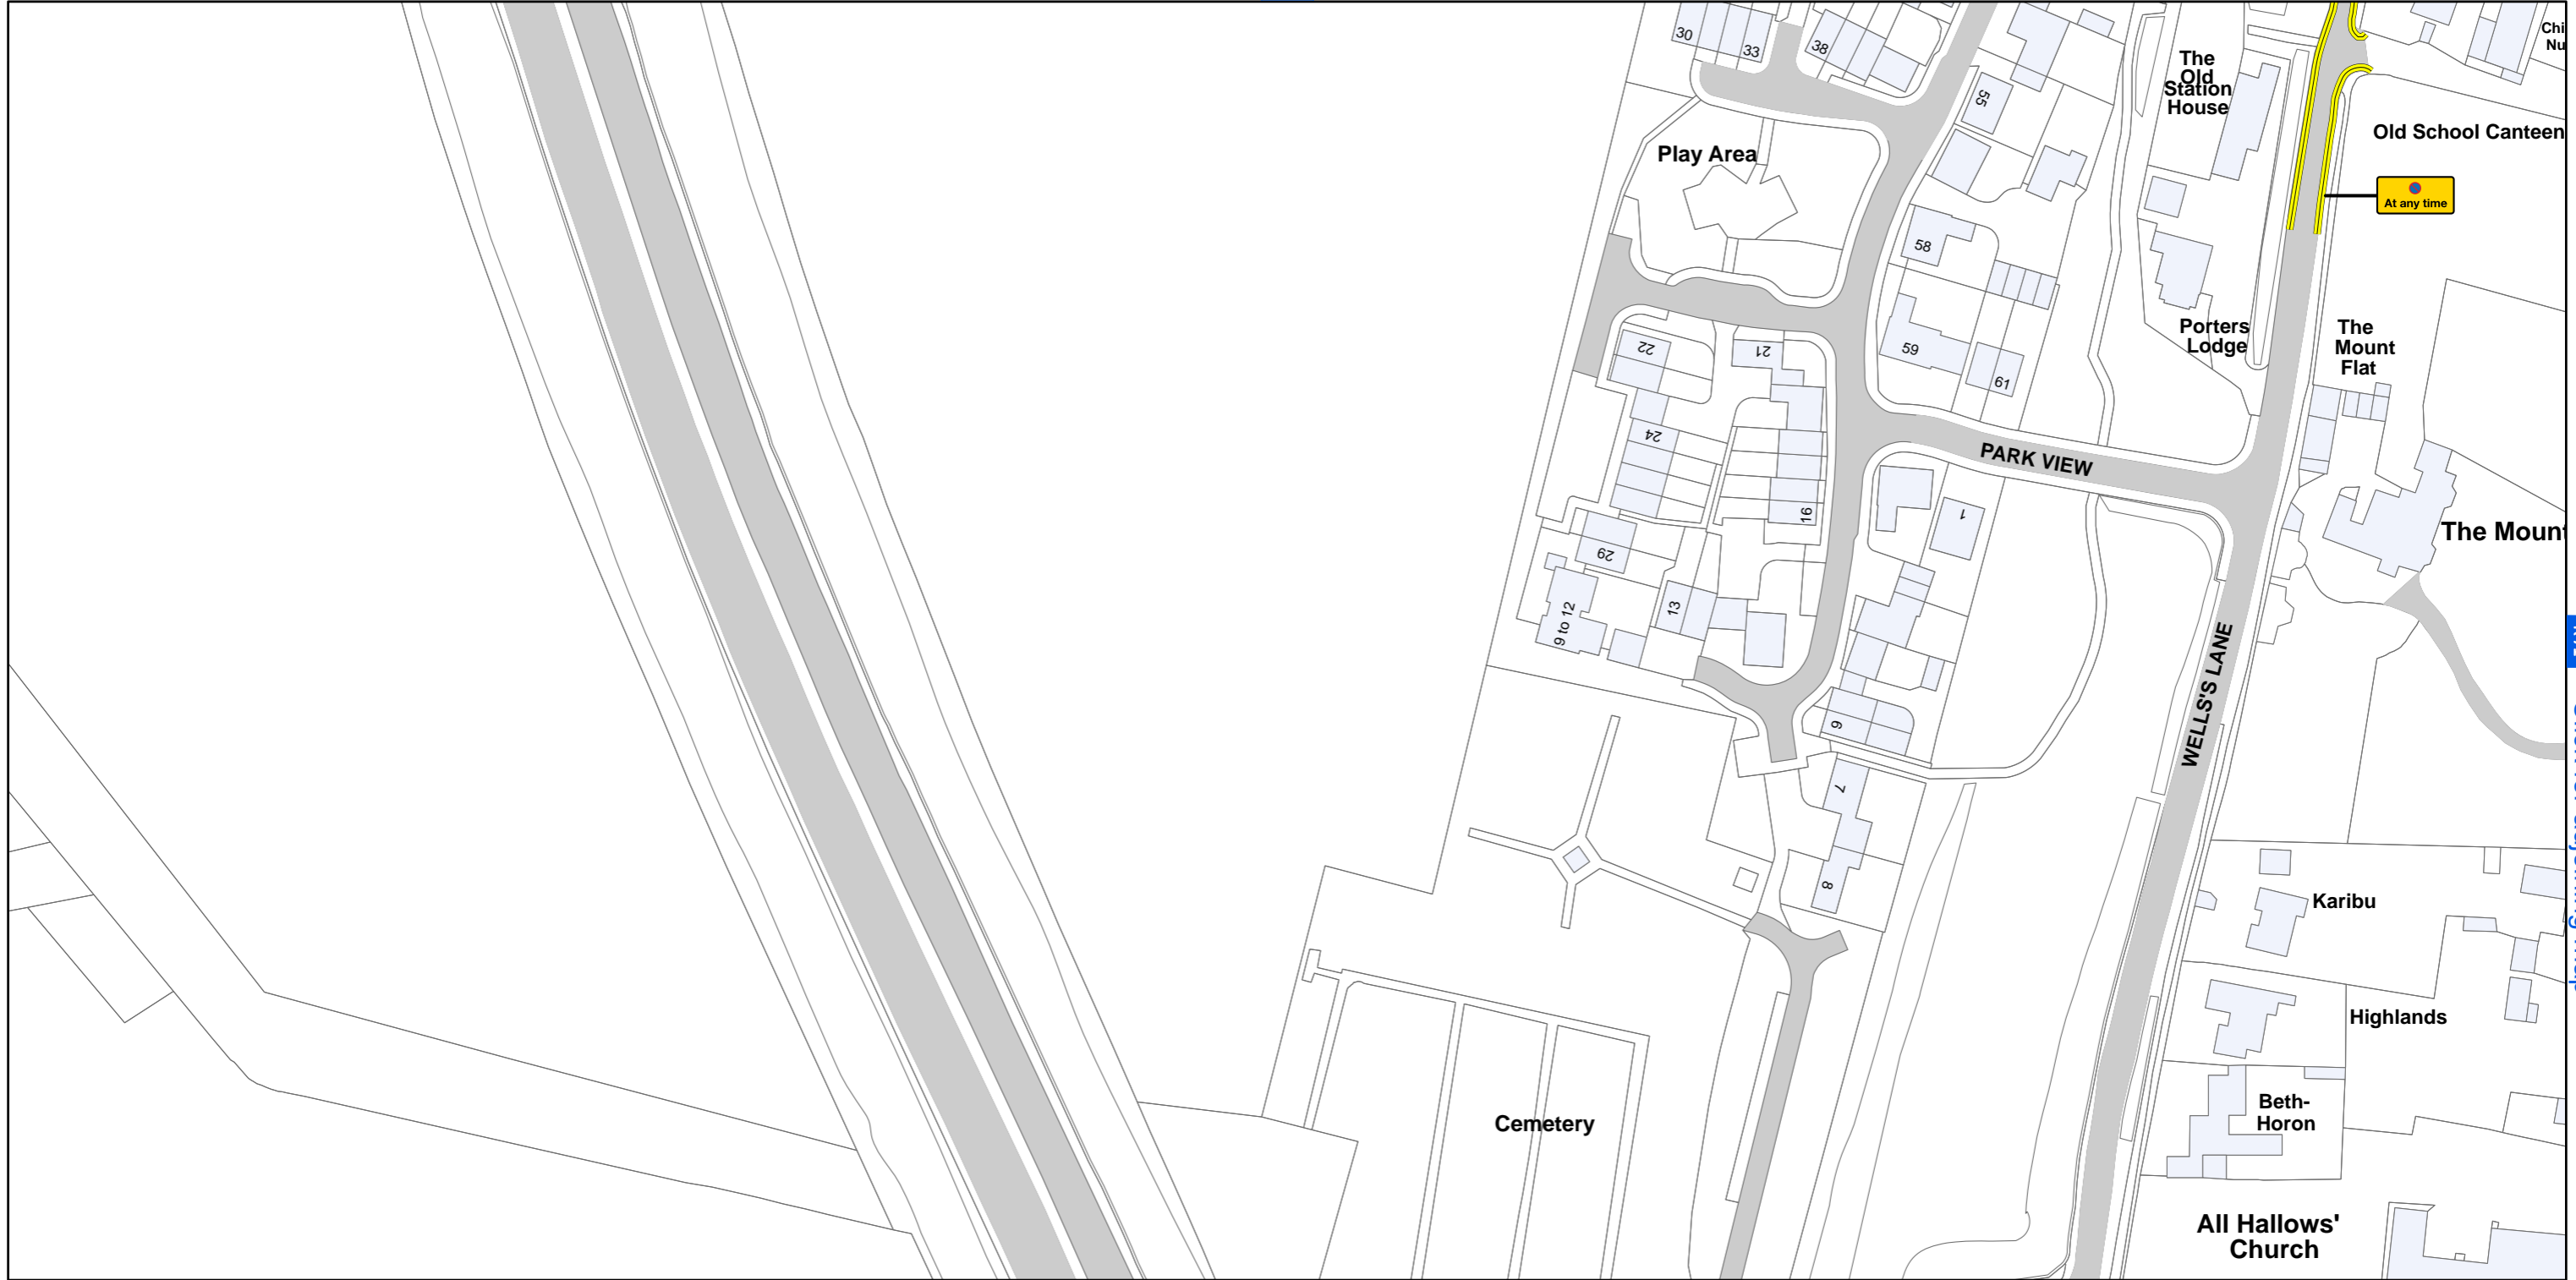 30
33
38
Chi
Nu
The
Old
Station
House
55
Old School Canteen
Play Area
At any time
58
Porters
Lodge
The
Mount
Flat
22
21
59
61
24
PARK VIEW
16
1
The Mount
29
9 to 12
13
WELLS'S LANE
6
7
8
Karibu
Highlands
Cemetery
Beth-
Horon
All Hallows'
Church